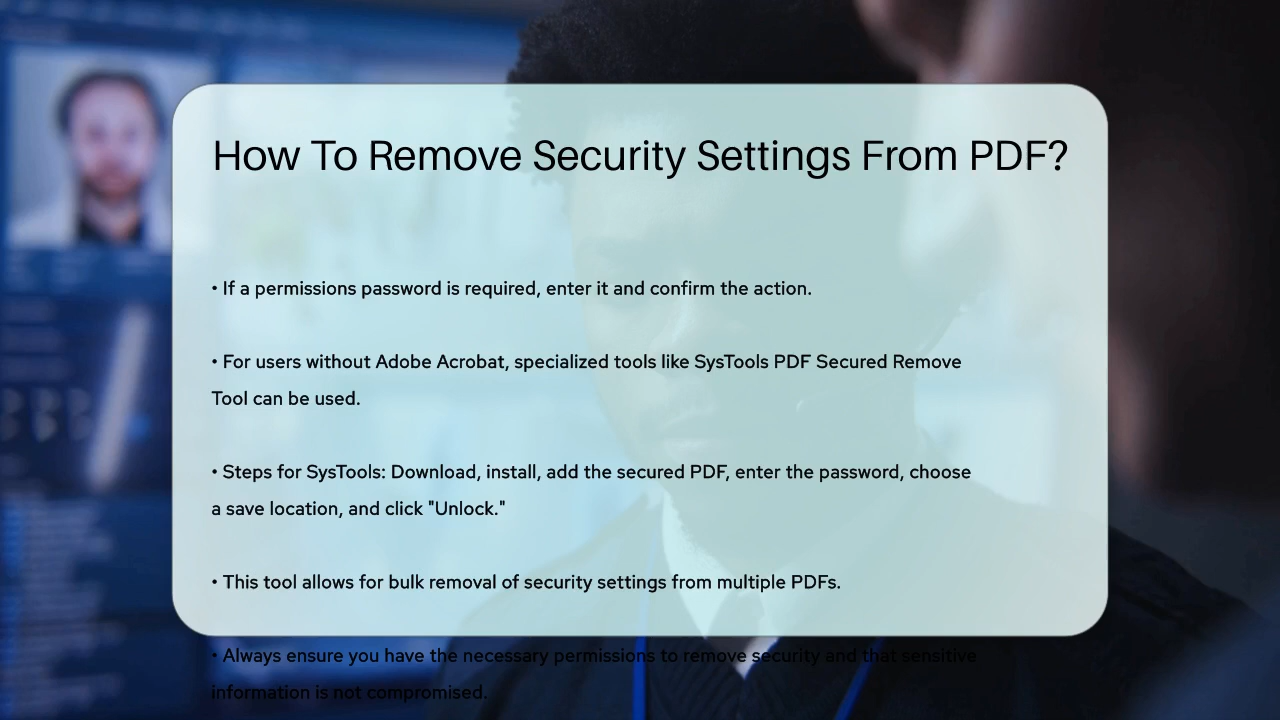 How To Remove Security Settings From PDF?
• If a permissions password is required, enter it and confirm the action.
• For users without Adobe Acrobat, specialized tools like SysTools PDF Secured Remove
Tool can be used.
• Steps for SysTools: Download, install, add the secured PDF, enter the password, choose
a save location, and click "Unlock."
• This tool allows for bulk removal of security settings from multiple PDFs.
• Always ensure you have the necessary permissions to remove security and that sensitive
information is not compromised.